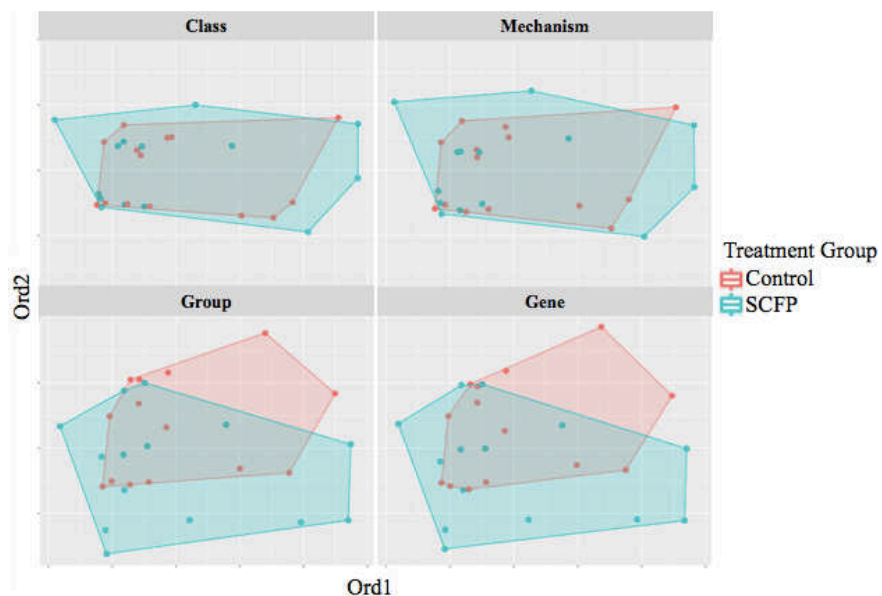 Class
Mechanism
Ord2
Treatment Group
Control
SCFP
Group
Gene
Ord1